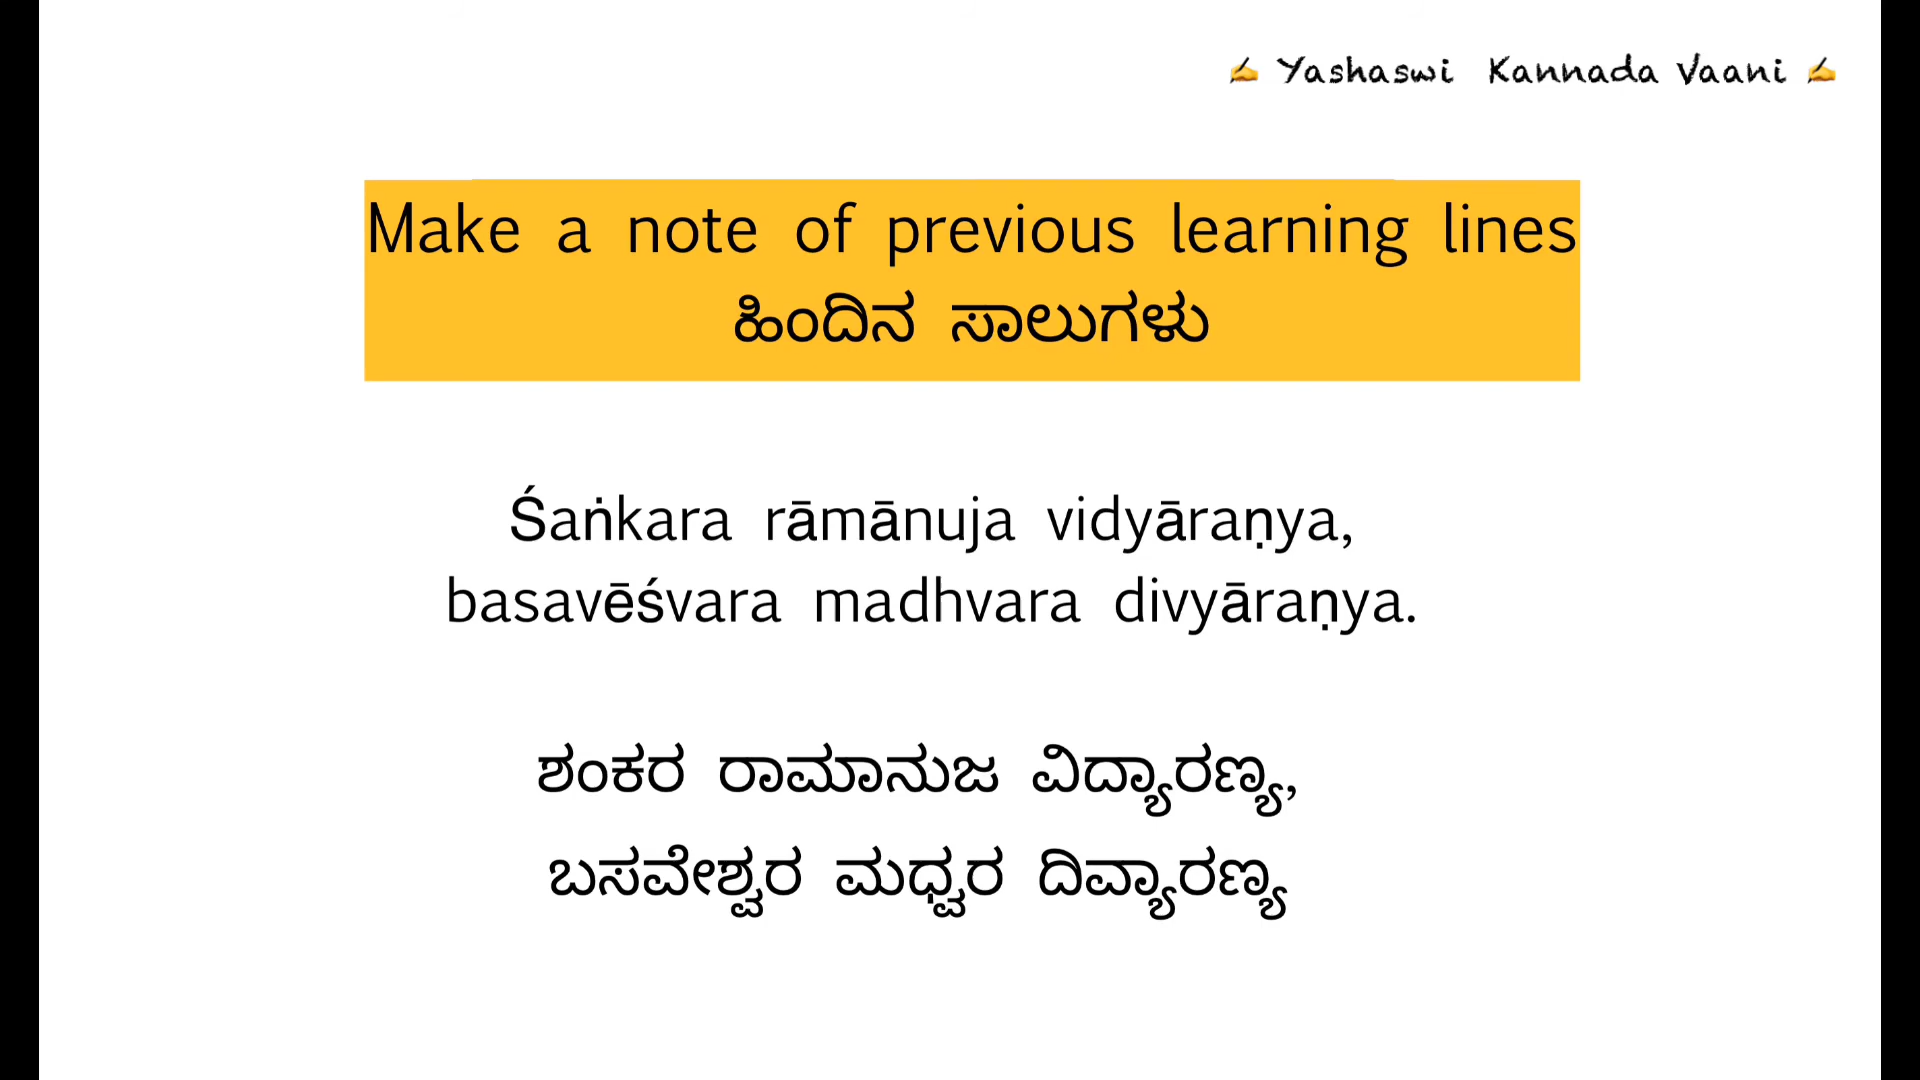 ✍️ Yashaswi Kannada Vaani ✍️
Make a note of previous learning lines
ಹಿಂದಿನ ಸಾಲುಗಳು
Śaṅkara rāmānuja vidyāraṇya,
basavēśvara madhvara divyāraṇya.
ಶಂಕರ ರಾಮಾನುಜ ವಿದ್ಯಾರಣ್ಯ,
ಬಸವೇಶ್ವರ ಮಧ್ವರ ದಿವ್ಯಾರಣ್ಯ